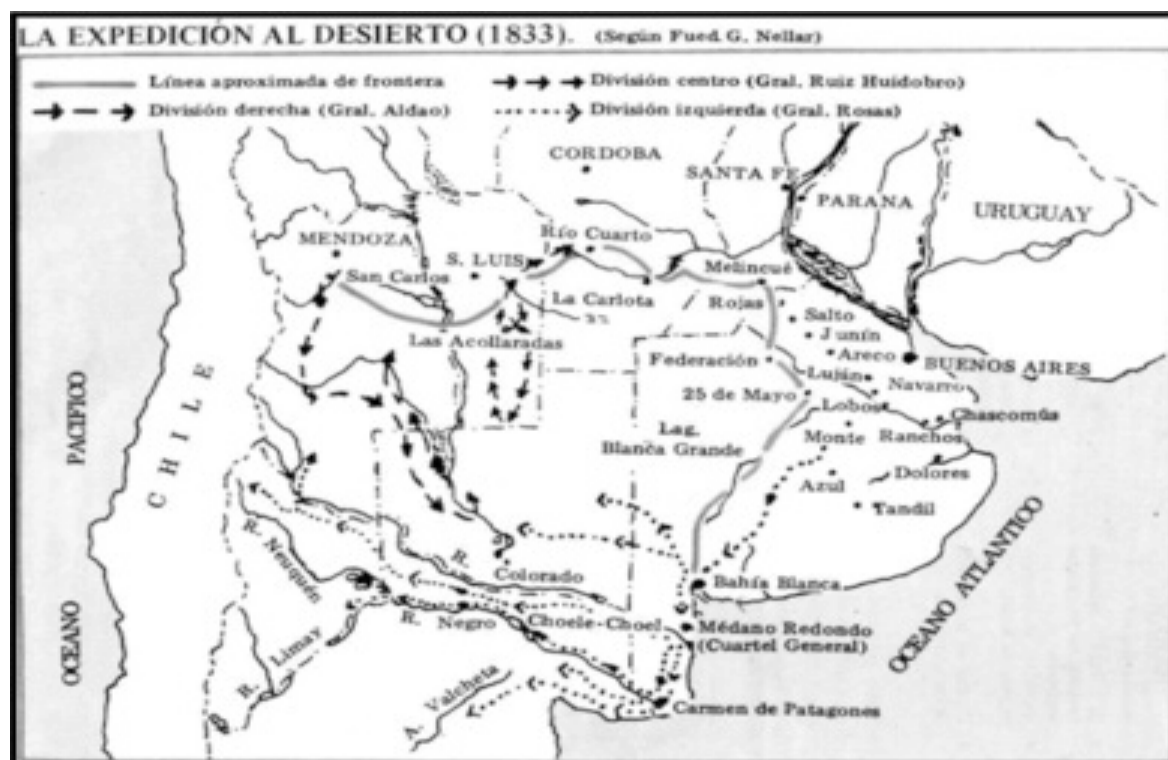 LA EXPEDICIÓN AL DESIERTO (1833). (Según Fued. G. Nellar)
Línea aproximada de frontera
División centro (Gral. Ruiz Huidobro)
División derecha (Gral. Aldao)
División izquierda (Gral. Rosas)
CORDOBA
SANTA FE
PARANA
URUGUAY
MENDOZA
Río Cuarto
S. LUIS
San Carlos
Melincué
La Carlota
Rojas
Salto
Junín
Las Acollaradas
Areco
Federación
BUENOS AIRES
Luján
Navarro
25 de Mayo
Lobos
Chascomús
Lag.
Blanca Grande
Monte
Ranchos
Dolores
Azul
Tandil
OCEANO PACIFICO
CHILE
OCEANO ATLANTICO
R. Neuquén
R. Colorado
Bahía Blanca
R. Negro
Choele-Choel
Médano Redondo
(Cuartel General)
R. Limay
A. Valcheta
Carmen de Patagones